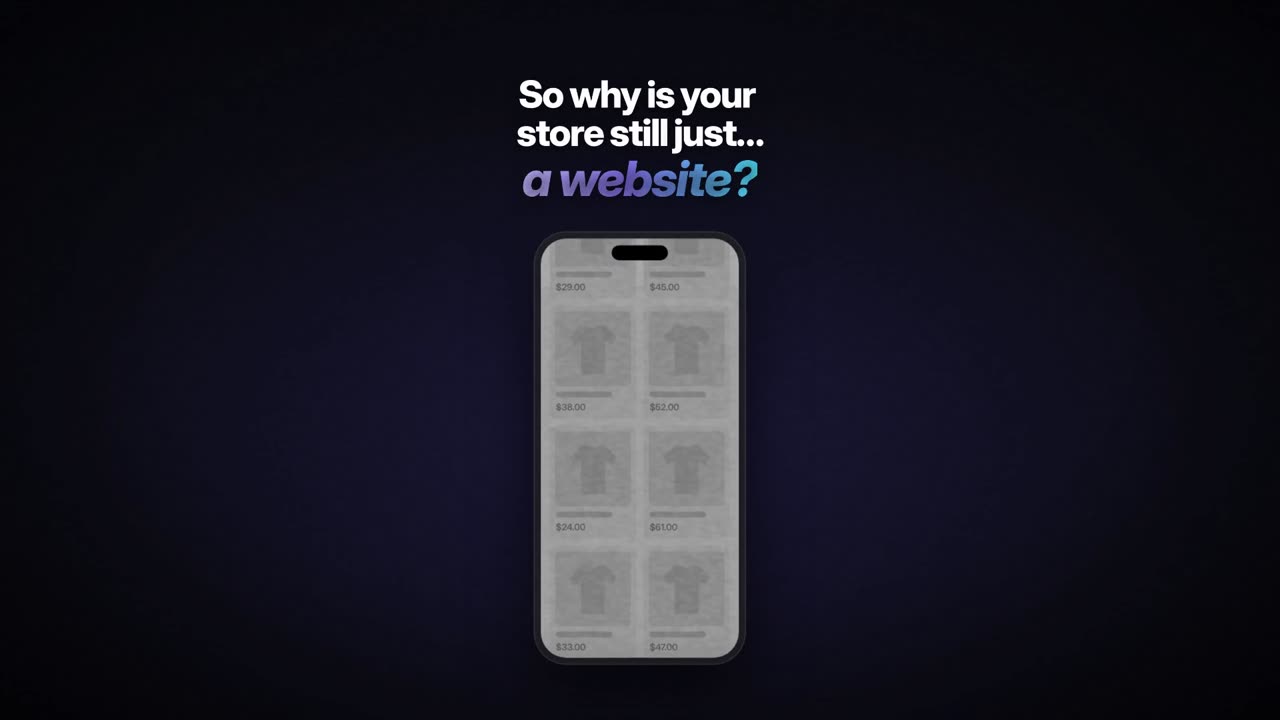 So why is your
store still just...
a website?
$29.00 $45.00
$38.00 $52.00
$24.00 $61.00
$33.00 $47.00